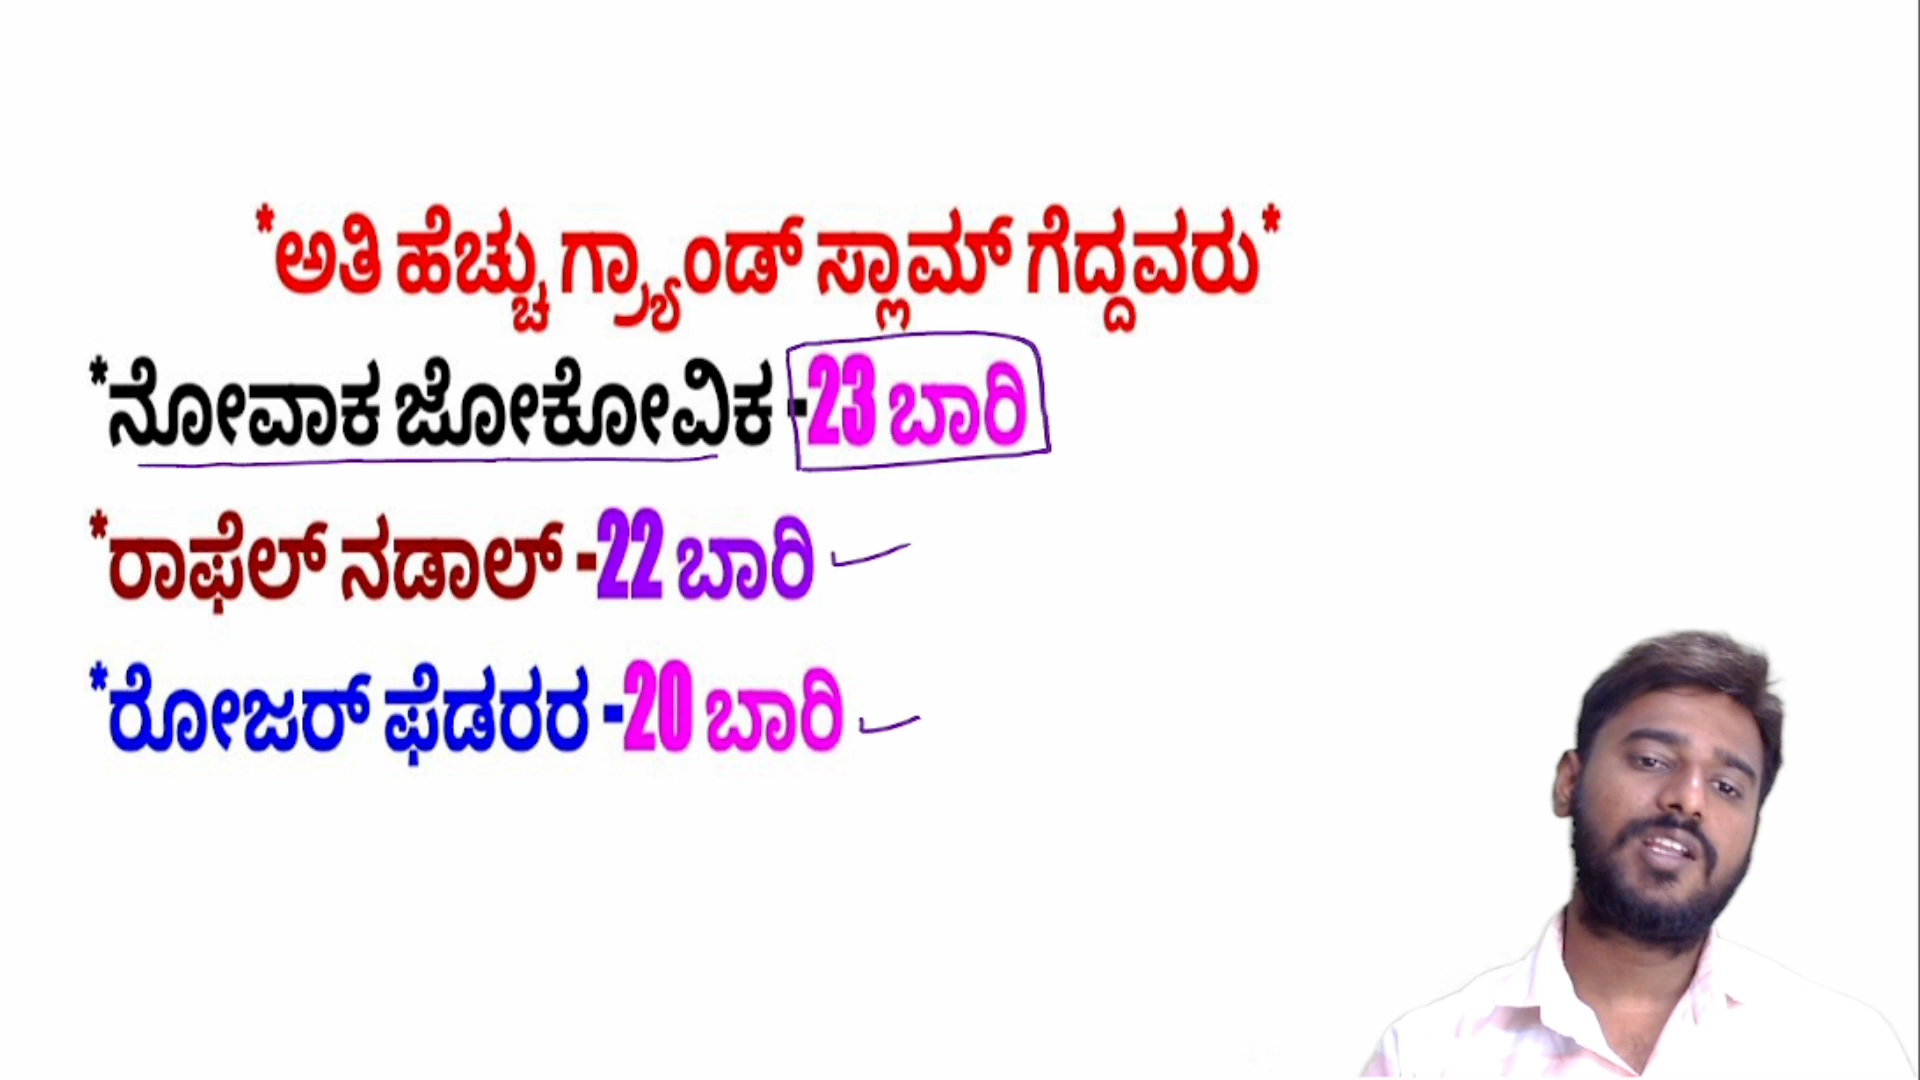 *ಅತಿ ಹೆಚ್ಚು ಗ್ರ್ಯಾಂಡ್ ಸ್ಲಾಮ್ ಗೆದ್ದವರು*
*ನೋವಾಕ ಜೋಕೋವಿಕ -23 ಬಾರಿ
*ರಾಫೆಲ್ ನಡಾಲ್ -22 ಬಾರಿ
*ರೋಜರ್ ಫೆಡರರ -20 ಬಾರಿ